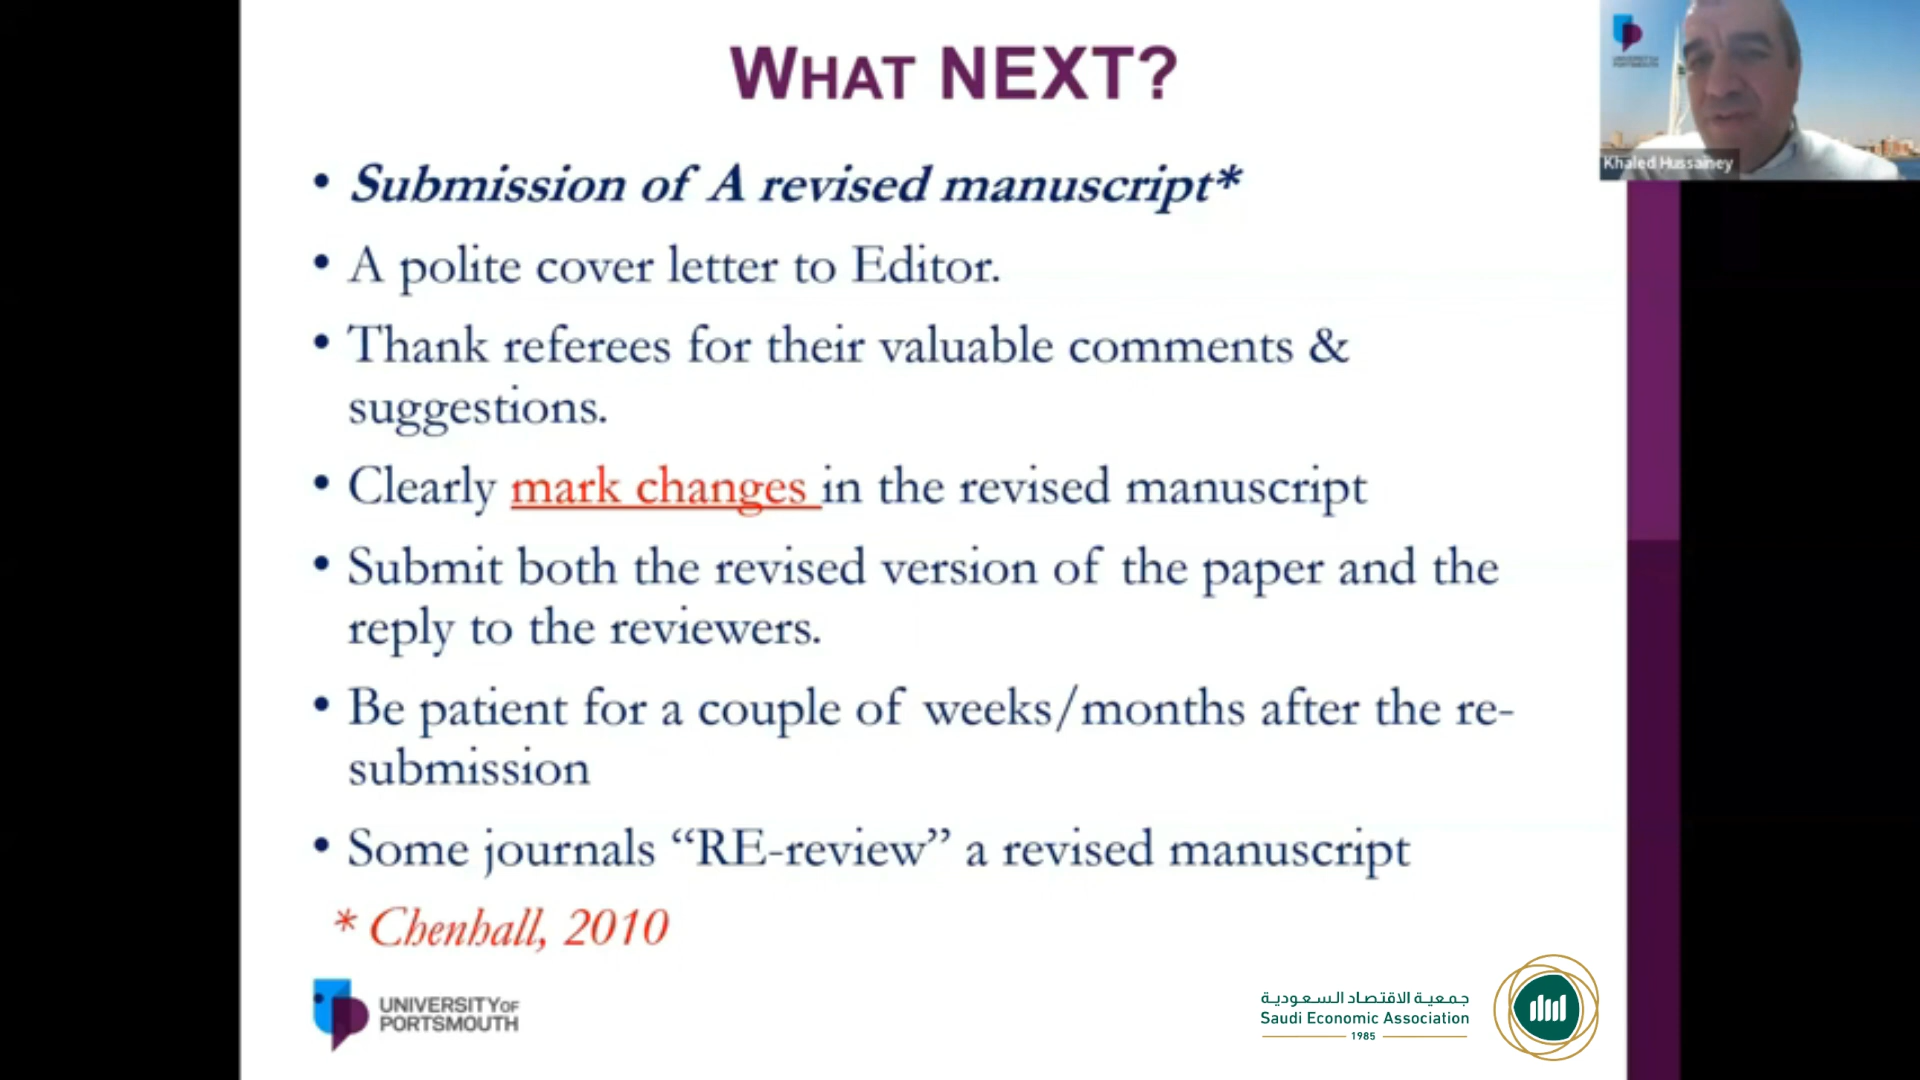 WHAT NEXT?
• Submission of A revised manuscript*
• A polite cover letter to Editor.
• Thank referees for their valuable comments &
suggestions.
• Clearly mark changes in the revised manuscript
• Submit both the revised version of the paper and the
reply to the reviewers.
• Be patient for a couple of weeks/months after the re-
submission
• Some journals “RE-review” a revised manuscript
* Chenhall, 2010
UNIVERSITY OF
PORTSMOUTH
جمعية الاقتصاد السعودية
Saudi Economic Association
1985
UNIVERSITY OF
PORTSMOUTH
Khaled Hussainey